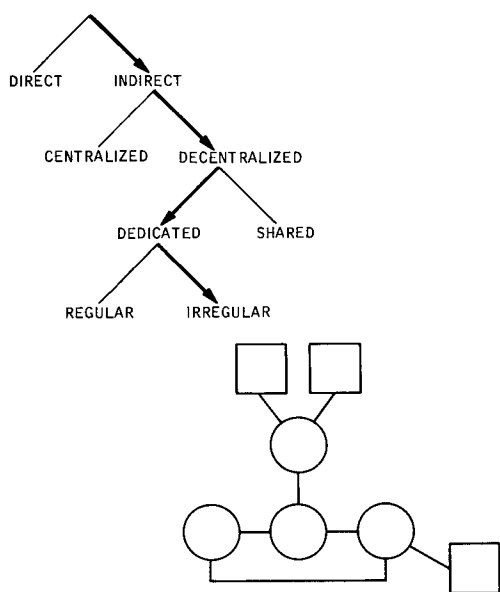 DIRECT INDIRECT
CENTRALIZED DECENTRALIZED
DEDICATED SHARED
REGULAR IRREGULAR